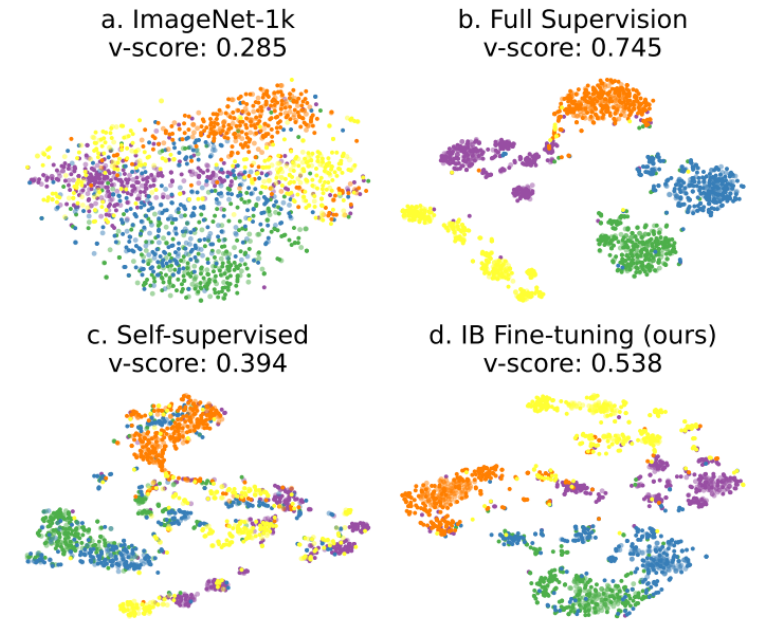 a. ImageNet-1k
v-score: 0.285
b. Full Supervision
v-score: 0.745
c. Self-supervised
v-score: 0.394
d. IB Fine-tuning (ours)
v-score: 0.538